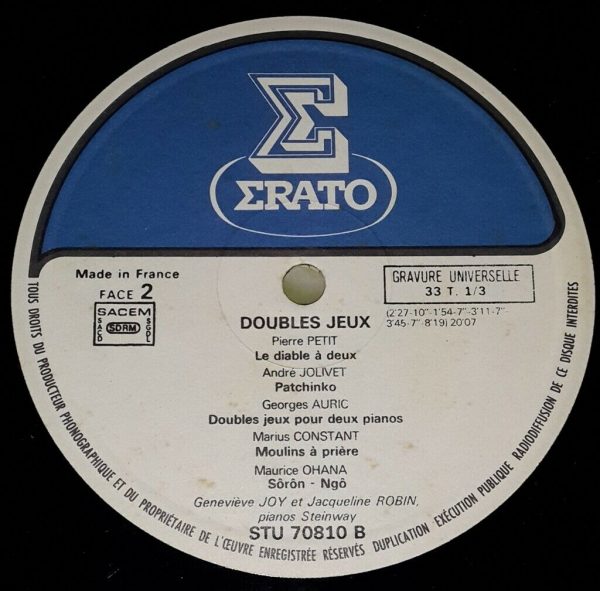 ΣRATO
Made in France
FACE 2
SACEM
SACD
SDRM
SGDL
GRAVURE UNIVERSELLE
33 T. 1/3
(2'27-10''-1'54-7''-3'11-7''-
3'45-7''-8'19) 20'07
DOUBLES JEUX
Pierre PETIT
Le diable à deux
André JOLIVET
Patchinko
Georges AURIC
Doubles jeux pour deux pianos
Marius CONSTANT
Moulins à prière
Maurice OHANA
Sôrôn - Ngô
Geneviève JOY et Jacqueline ROBIN,
pianos Steinway
STU 70810 B
TOUS DROITS DU PRODUCTEUR PHONOGRAPHIQUE ET DU PROPRIÉTAIRE DE L'ŒUVRE ENREGISTRÉE RÉSERVÉS DUPLICATION EXÉCUTION PUBLIQUE RADIODIFFUSION DE CE DISQUE INTERDITES